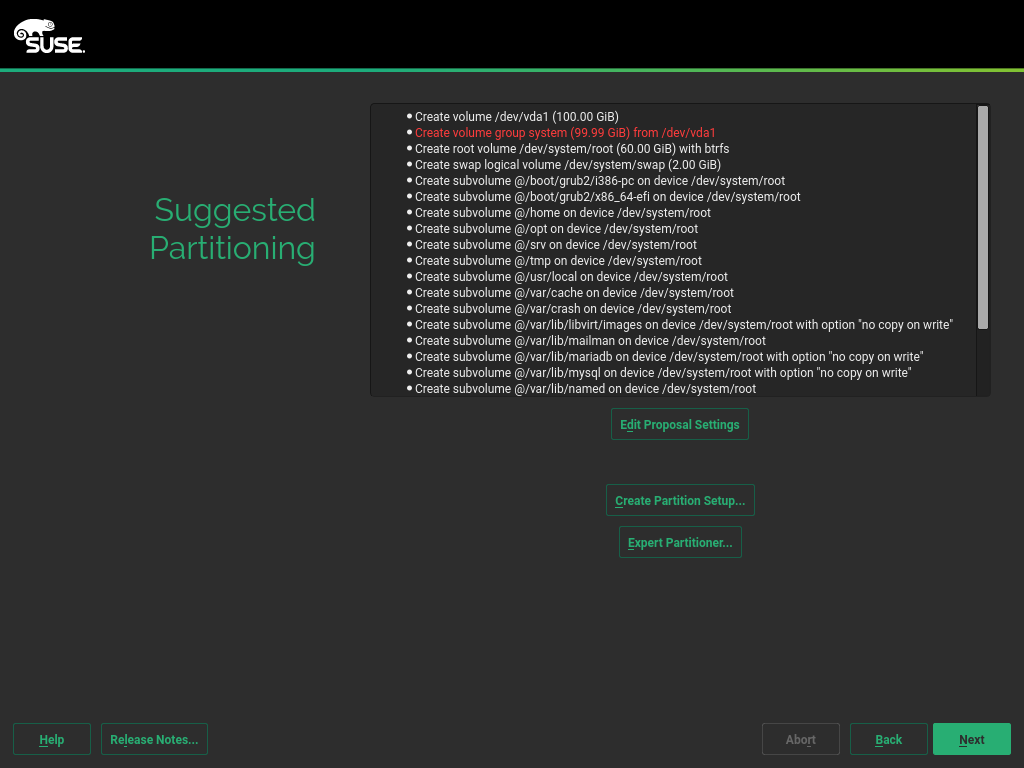 SUSE.
Suggested
Partitioning
Create volume /dev/vda1 (100.00 GiB)
Create volume group system (99.99 GiB) from /dev/vda1
Create root volume /dev/system/root (60.00 GiB) with btrfs
Create swap logical volume /dev/system/swap (2.00 GiB)
Create subvolume @/boot/grub2/i386-pc on device /dev/system/root
Create subvolume @/boot/grub2/x86_64-efi on device /dev/system/root
Create subvolume @/home on device /dev/system/root
Create subvolume @/opt on device /dev/system/root
Create subvolume @/srv on device /dev/system/root
Create subvolume @/tmp on device /dev/system/root
Create subvolume @/usr/local on device /dev/system/root
Create subvolume @/var/cache on device /dev/system/root
Create subvolume @/var/crash on device /dev/system/root
Create subvolume @/var/lib/libvirt/images on device /dev/system/root with option "no copy on write"
Create subvolume @/var/lib/mailman on device /dev/system/root
Create subvolume @/var/lib/mariadb on device /dev/system/root with option "no copy on write"
Create subvolume @/var/lib/mysql on device /dev/system/root with option "no copy on write"
Create subvolume @/var/lib/named on device /dev/system/root
Edit Proposal Settings
Create Partition Setup...
Expert Partitioner...
Help
Release Notes...
Abort
Back
Next